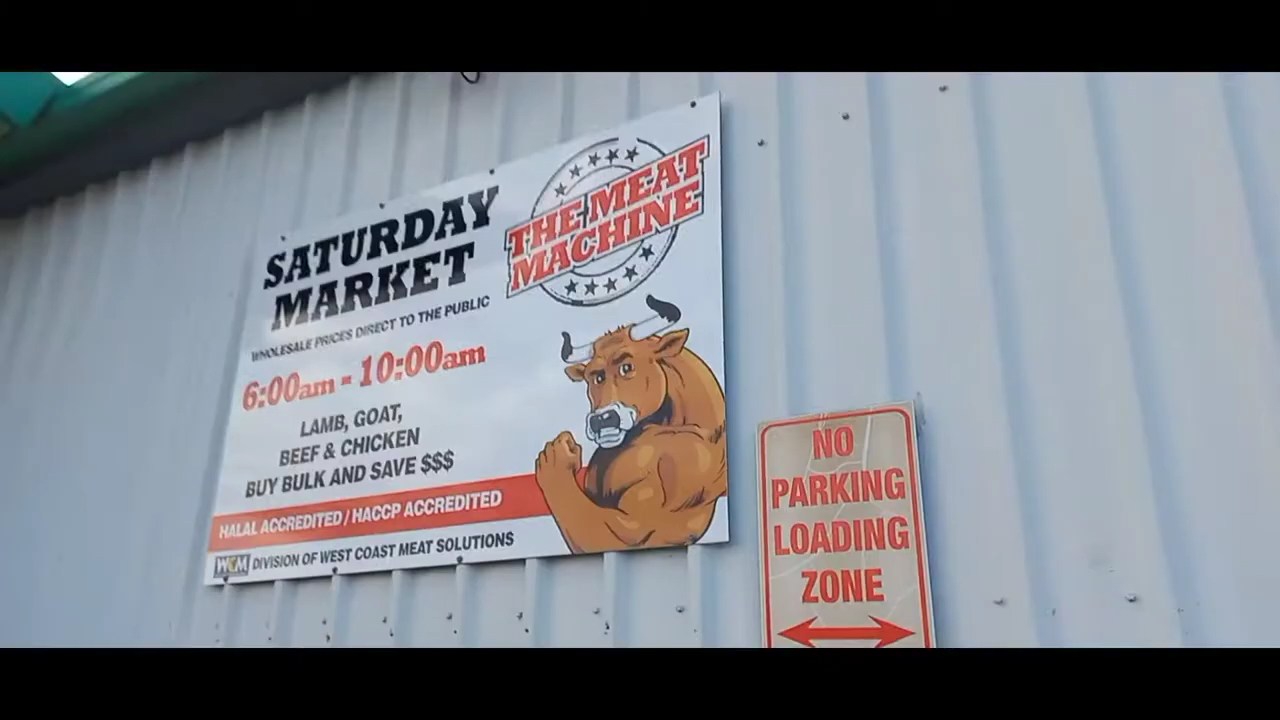 SATURDAY
MARKET
THE MEAT
MACHINE
WHOLESALE PRICES DIRECT TO THE PUBLIC
6:00am - 10:00am
LAMB, GOAT,
BEEF & CHICKEN
BUY BULK AND SAVE $$$
HALAL ACCREDITED / HACCP ACCREDITED
WCM DIVISION OF WEST COAST MEAT SOLUTIONS
NO
PARKING
LOADING
ZONE